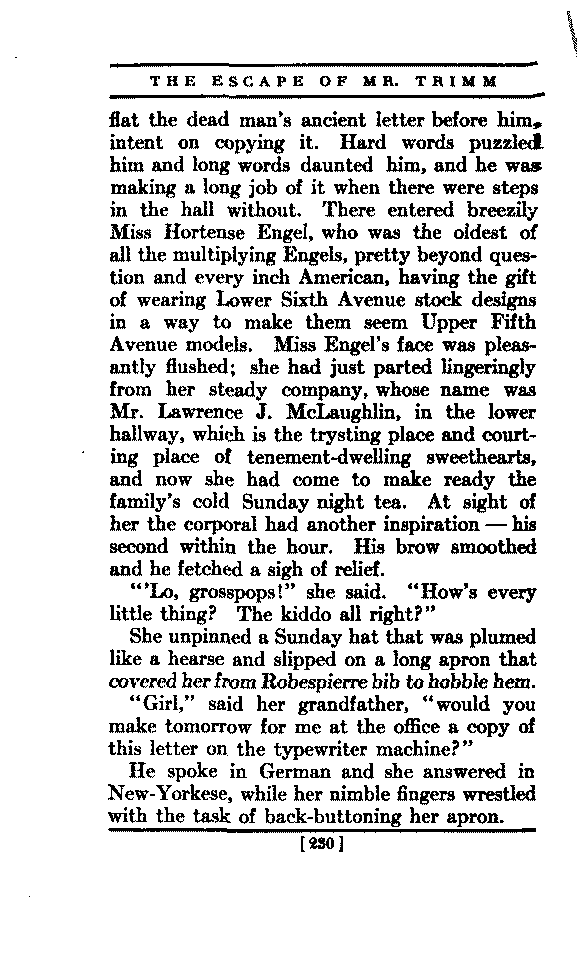 THE ESCAPE OF MR. TRIMM
flat the dead man's ancient letter before him,
intent on copying it. Hard words puzzled
him and long words daunted him, and he was
making a long job of it when there were steps
in the hall without. There entered breezily
Miss Hortense Engel, who was the oldest of
all the multiplying Engels, pretty beyond ques-
tion and every inch American, having the gift
of wearing Lower Sixth Avenue stock designs
in a way to make them seem Upper Fifth
Avenue models. Miss Engel's face was pleas-
antly flushed; she had just parted lingeringly
from her steady company, whose name was
Mr. Lawrence J. McLaughlin, in the lower
hallway, which is the trysting place and court-
ing place of tenement-dwelling sweethearts,
and now she had come to make ready the
family's cold Sunday night tea. At sight of
her the corporal had another inspiration — his
second within the hour. His brow smoothed
and he fetched a sigh of relief.
"'Lo, grosspops!" she said. "How's every
little thing? The kiddo all right?"
She unpinned a Sunday hat that was plumed
like a hearse and slipped on a long apron that
covered her from Robespierre bib to hobble hem.
"Girl," said her grandfather, "would you
make tomorrow for me at the office a copy of
this letter on the typewriter machine?"
He spoke in German and she answered in
New-Yorkese, while her nimble fingers wrestled
with the task of back-buttoning her apron.
[230]